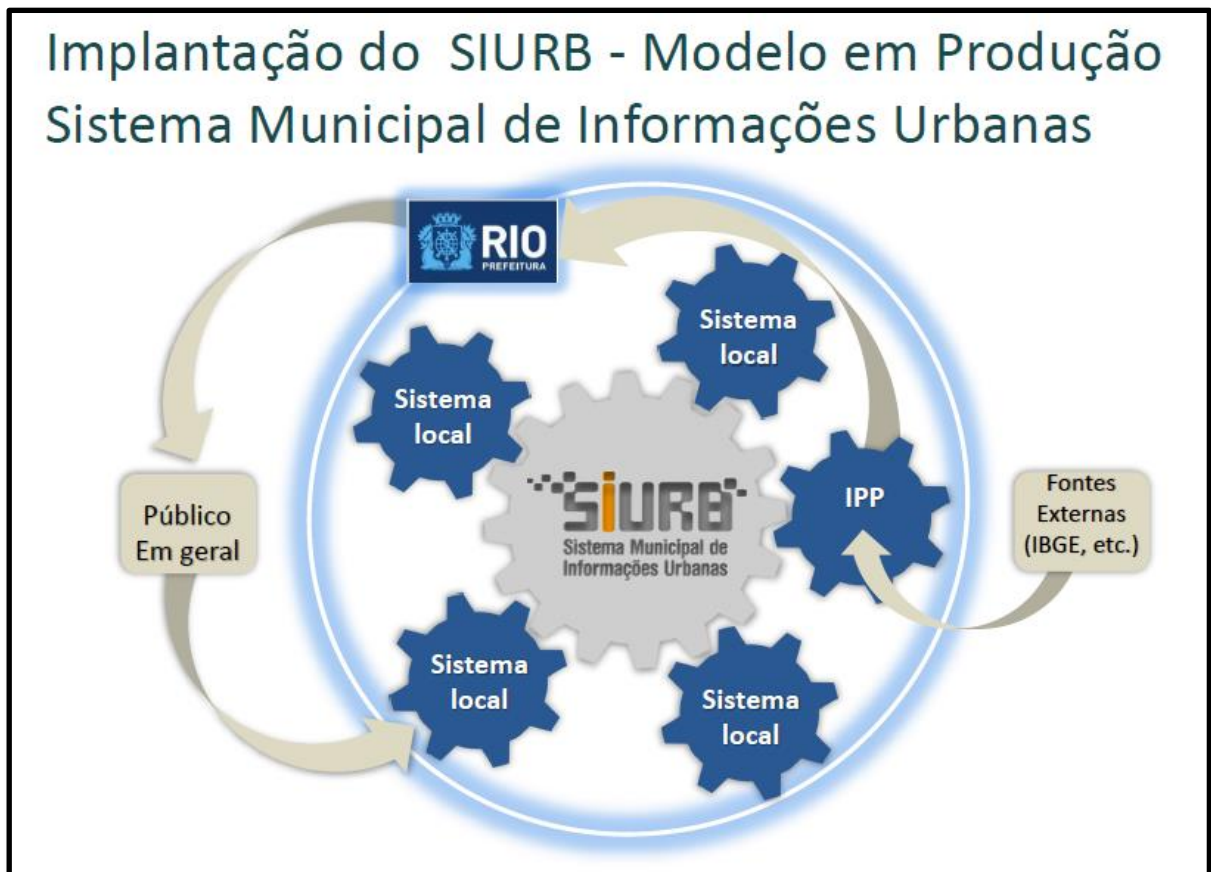 Implantação do SIURB - Modelo em Produção
Sistema Municipal de Informações Urbanas
RIO
PREFEITURA
Sistema
local
Sistema
local
SIURB
Sistema Municipal de
Informações Urbanas
IPP
Fontes
Externas
(IBGE, etc.)
Público
Em geral
Sistema
local
Sistema
local